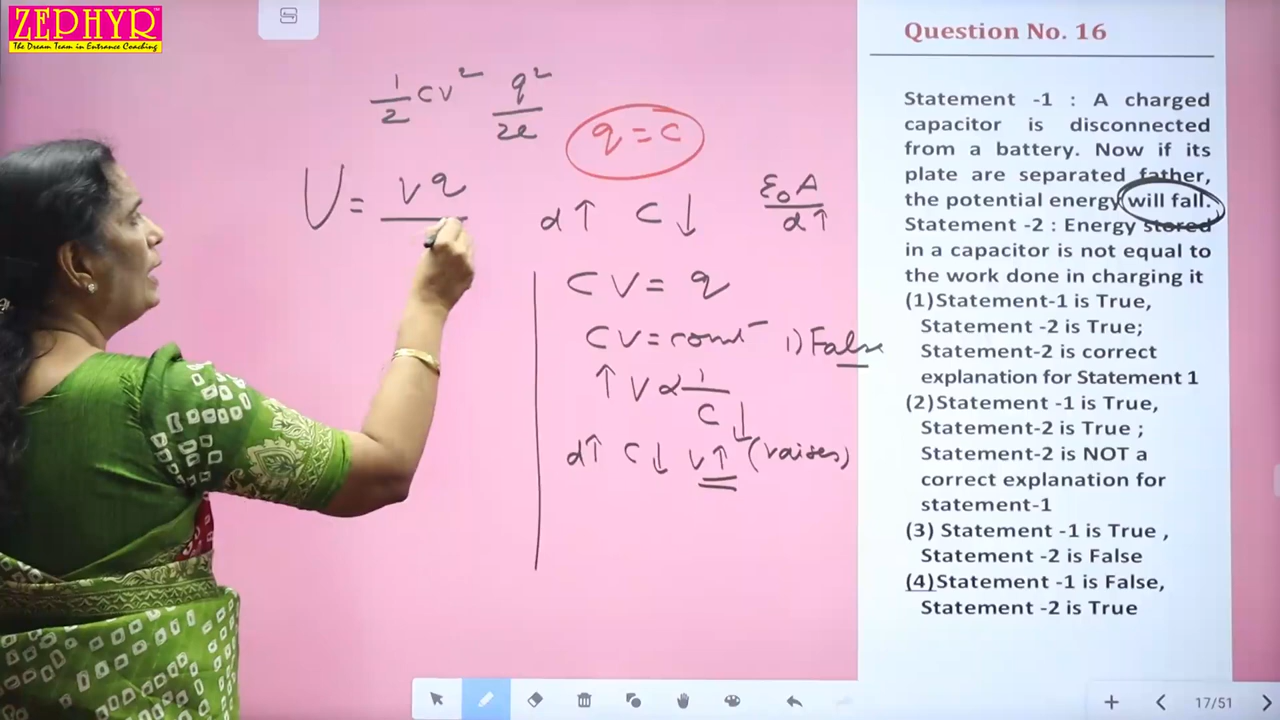 ZEPHYR™
The Dream Team in Entrance Coaching
1/2 CV² q²/2c
q = c
U = Vq
d↑ C↓ ε₀A/d↑
CV = q
CV = const 1) False
↑ V ∝ 1/C↓
d↑ C↓ V↑ (raises)
Question No. 16
Statement -1 : A charged
capacitor is disconnected
from a battery. Now if its
plate are separated father,
the potential energy will fall.
Statement -2 : Energy stored
in a capacitor is not equal to
the work done in charging it
(1)Statement-1 is True,
Statement -2 is True;
Statement-2 is correct
explanation for Statement 1
(2)Statement -1 is True,
Statement -2 is True ;
Statement-2 is NOT a
correct explanation for
statement-1
(3) Statement -1 is True ,
Statement -2 is False
(4)Statement -1 is False,
Statement -2 is True
17/51